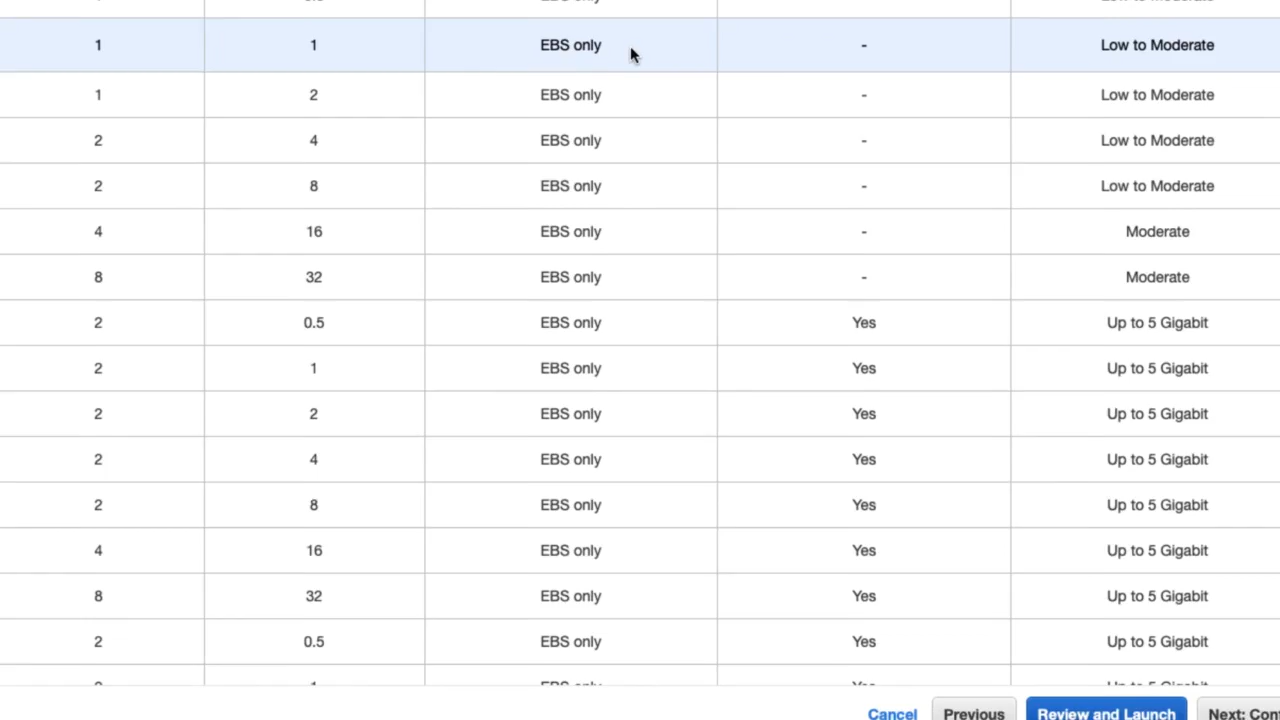 1 1 EBS only - Low to Moderate
1 2 EBS only - Low to Moderate
2 4 EBS only - Low to Moderate
2 8 EBS only - Low to Moderate
4 16 EBS only - Moderate
8 32 EBS only - Moderate
2 0.5 EBS only Yes Up to 5 Gigabit
2 1 EBS only Yes Up to 5 Gigabit
2 2 EBS only Yes Up to 5 Gigabit
2 4 EBS only Yes Up to 5 Gigabit
2 8 EBS only Yes Up to 5 Gigabit
4 16 EBS only Yes Up to 5 Gigabit
8 32 EBS only Yes Up to 5 Gigabit
2 0.5 EBS only Yes Up to 5 Gigabit
Cancel Previous Review and Launch Next: